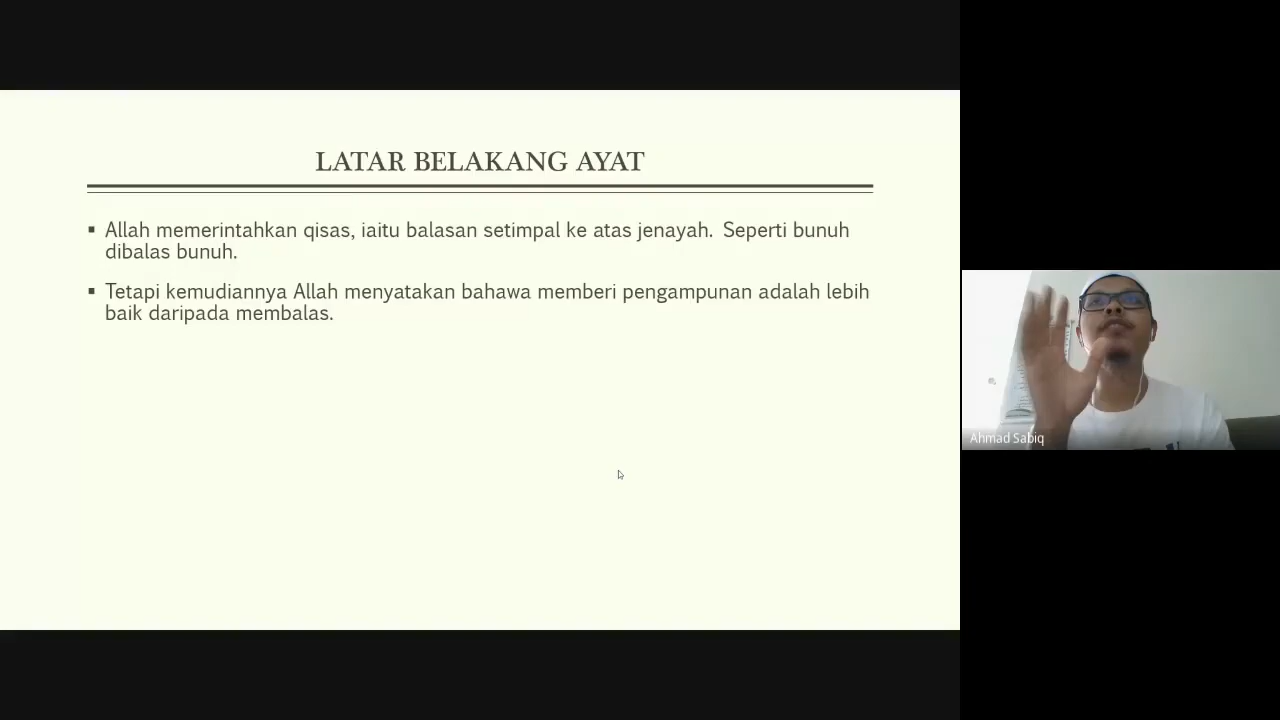 LATAR BELAKANG AYAT
▪ Allah memerintahkan qisas, iaitu balasan setimpal ke atas jenayah.  Seperti bunuh
dibalas bunuh.
▪ Tetapi kemudiannya Allah menyatakan bahawa memberi pengampunan adalah lebih
baik daripada membalas.
Ahmad Sabiq